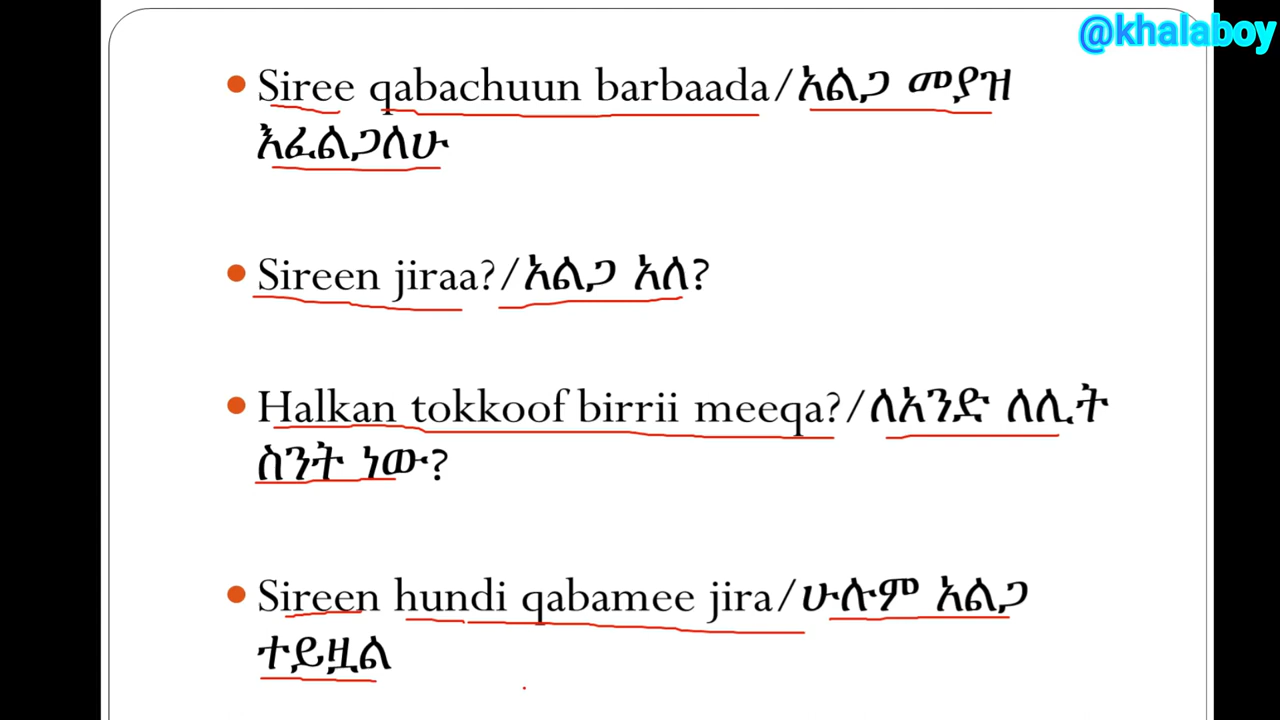 @khalaboy
Siree qabachuun barbaada/አልጋ መያዝ
እፈልጋለሁ
Sireen jiraa?/አልጋ አለ?
Halkan tokkoof birrii meeqa?/ለአንድ ለሊት
ስንት ነው?
Sireen hundi qabamee jira/ሁሉም አልጋ
ተይዟል